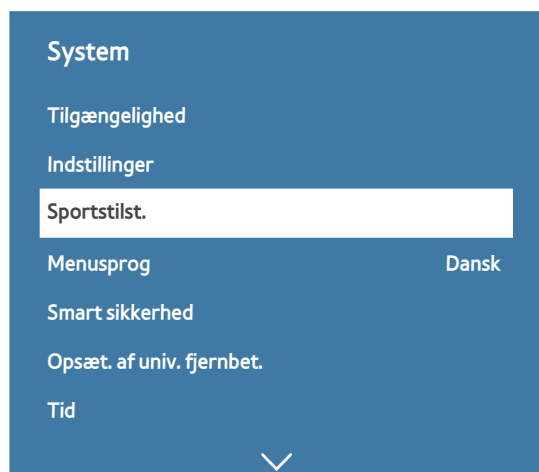 System
Tilgængelighed
Indstillinger
Sportstilst.
Menusprog Dansk
Smart sikkerhed
Opsæt. af univ. fjernbet.
Tid